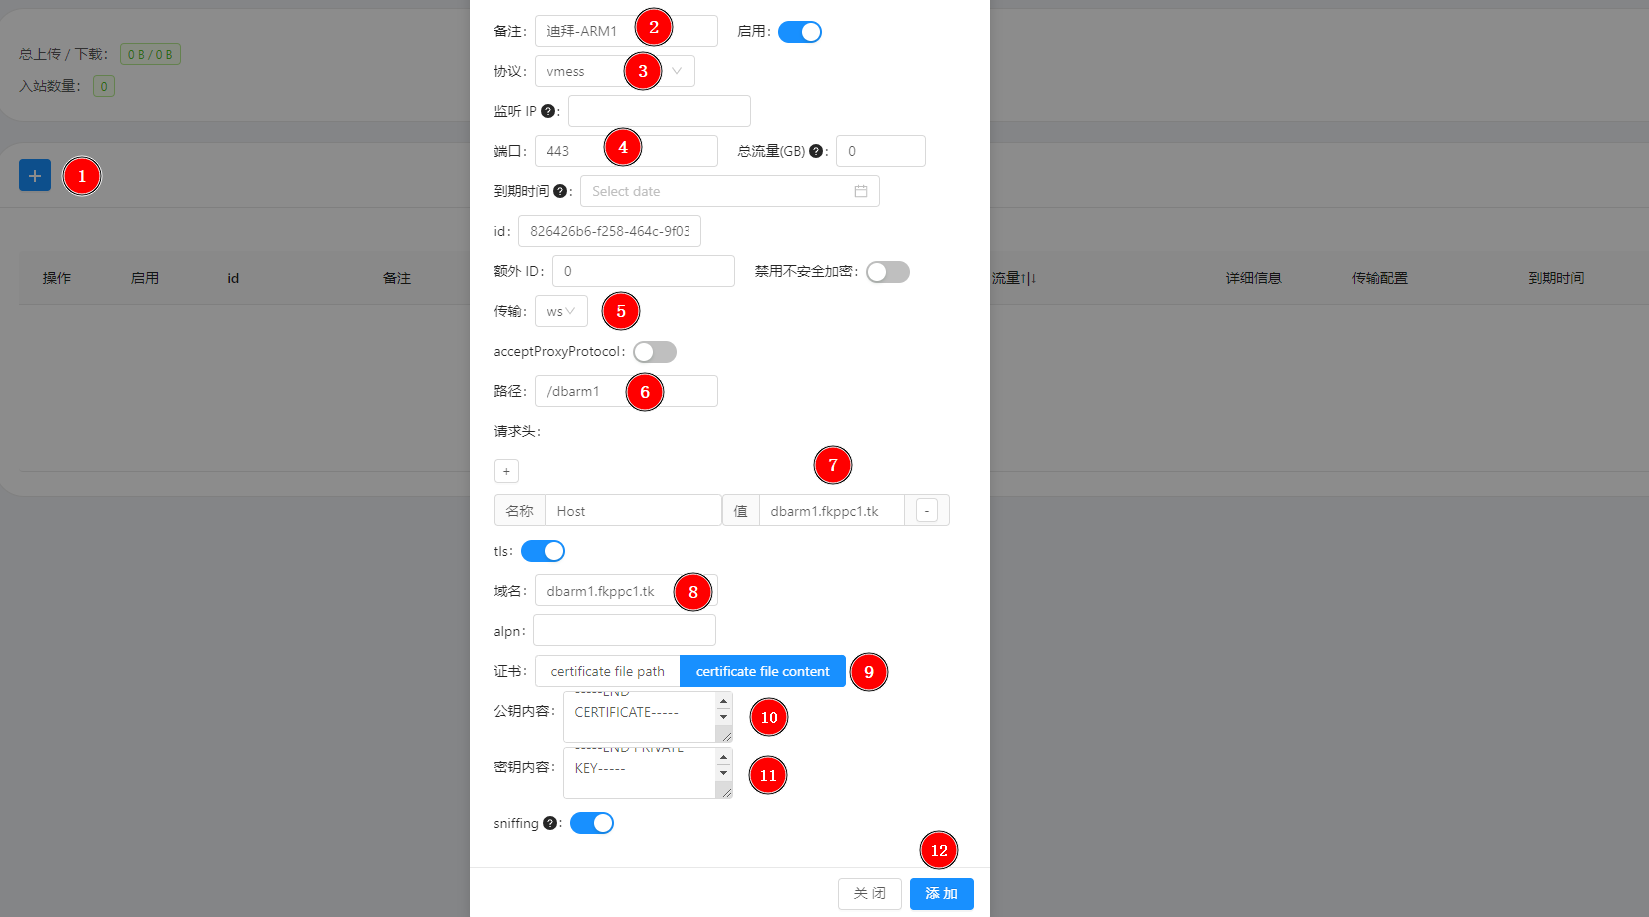 备注: 迪拜-ARM1 2 启用:
总上传 / 下载: 0 B / 0 B
协议: vmess 3
入站数量: 0
监听 IP ? :
端口: 443 4 总流量(GB) ? : 0
+ 1
到期时间 ? : Select date
id: 826426b6-f258-464c-9f03
额外 ID: 0 禁用不安全加密:
操作 启用 id 备注 流量↑|↓ 详细信息 传输配置 到期时间
传输: ws 5
acceptProxyProtocol:
路径: /dbarm1 6
请求头:
+ 7
名称 Host 值 dbarm1.fkppc1.tk -
tls:
域名: dbarm1.fkppc1.tk 8
alpn:
证书: certificate file path certificate file content 9
-----END
公钥内容: CERTIFICATE----- 10
-----END PRIVATE
密钥内容: KEY----- 11
sniffing ? :
12
关 闭 添 加